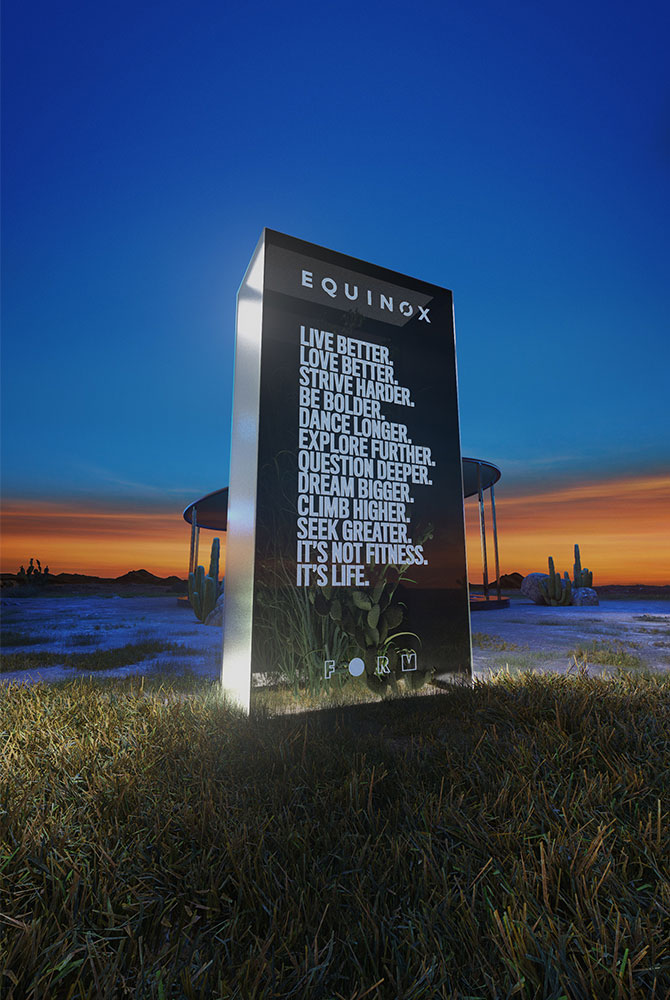 EQUINOX
LIVE BETTER.
LOVE BETTER.
STRIVE HARDER.
BE BOLDER.
DANCE LONGER.
EXPLORE FURTHER.
QUESTION DEEPER.
DREAM BIGGER.
CLIMB HIGHER.
SEEK GREATER.
IT'S NOT FITNESS.
IT'S LIFE.
FORM